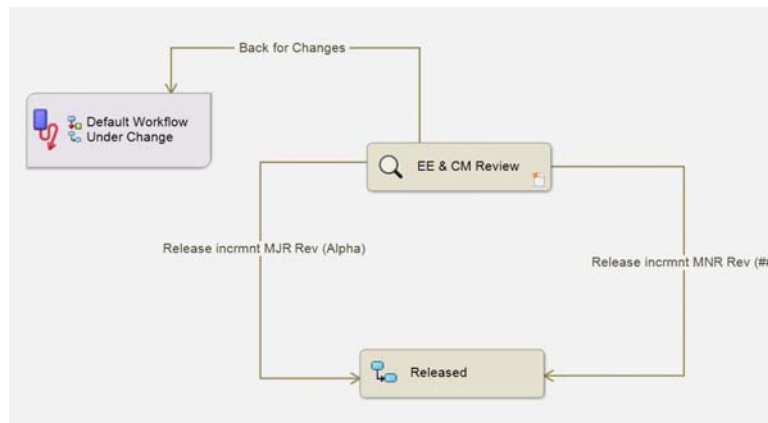 Back for Changes
Default Workflow
Under Change
EE & CM Review
Release incrmnt MJR Rev (Alpha)
Release incrmnt MNR Rev (##
Released